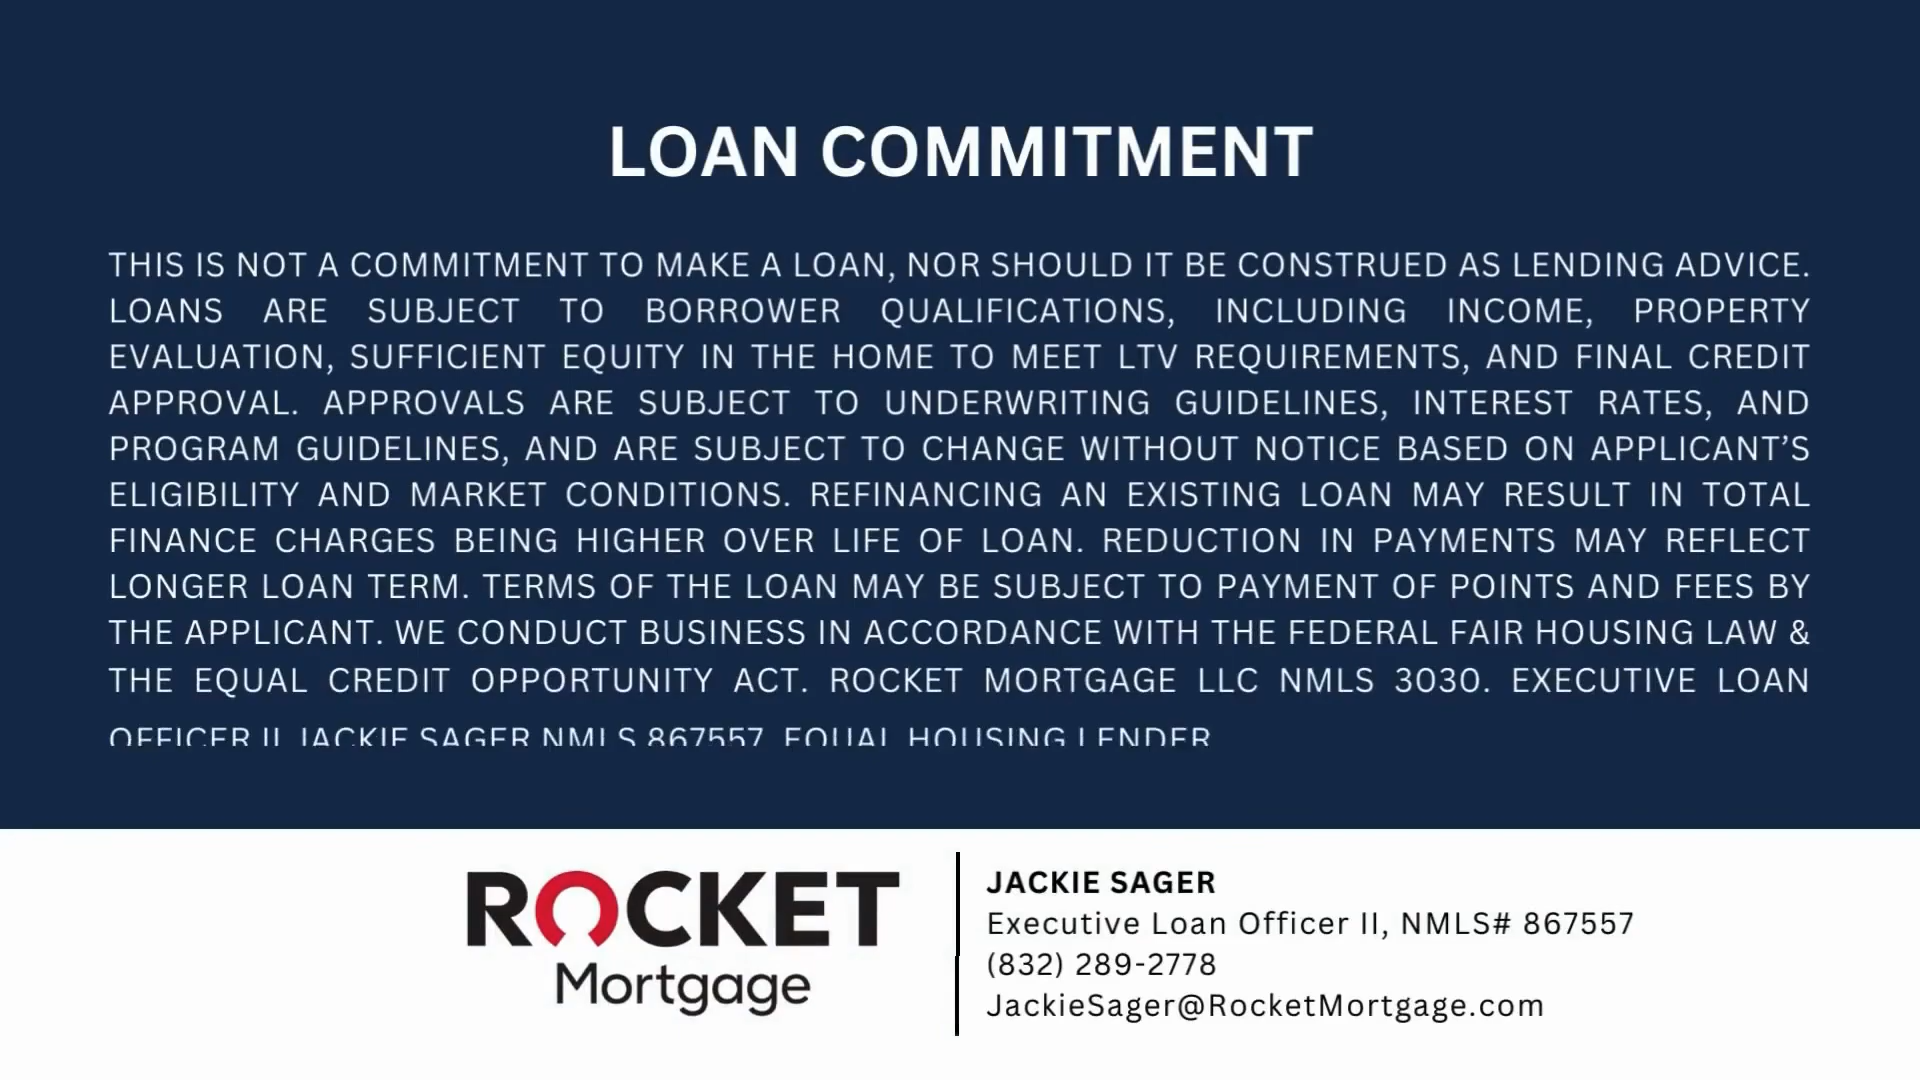 LOAN COMMITMENT
THIS IS NOT A COMMITMENT TO MAKE A LOAN, NOR SHOULD IT BE CONSTRUED AS LENDING ADVICE.
LOANS ARE SUBJECT TO BORROWER QUALIFICATIONS, INCLUDING INCOME, PROPERTY
EVALUATION, SUFFICIENT EQUITY IN THE HOME TO MEET LTV REQUIREMENTS, AND FINAL CREDIT
APPROVAL. APPROVALS ARE SUBJECT TO UNDERWRITING GUIDELINES, INTEREST RATES, AND
PROGRAM GUIDELINES, AND ARE SUBJECT TO CHANGE WITHOUT NOTICE BASED ON APPLICANT’S
ELIGIBILITY AND MARKET CONDITIONS. REFINANCING AN EXISTING LOAN MAY RESULT IN TOTAL
FINANCE CHARGES BEING HIGHER OVER LIFE OF LOAN. REDUCTION IN PAYMENTS MAY REFLECT
LONGER LOAN TERM. TERMS OF THE LOAN MAY BE SUBJECT TO PAYMENT OF POINTS AND FEES BY
THE APPLICANT. WE CONDUCT BUSINESS IN ACCORDANCE WITH THE FEDERAL FAIR HOUSING LAW &
THE EQUAL CREDIT OPPORTUNITY ACT. ROCKET MORTGAGE LLC NMLS 3030. EXECUTIVE LOAN
OFFICER II JACKIE SAGER NMLS 867557. EQUAL HOUSING LENDER
ROCKET
Mortgage
JACKIE SAGER
Executive Loan Officer II, NMLS# 867557
(832) 289-2778
JackieSager@RocketMortgage.com